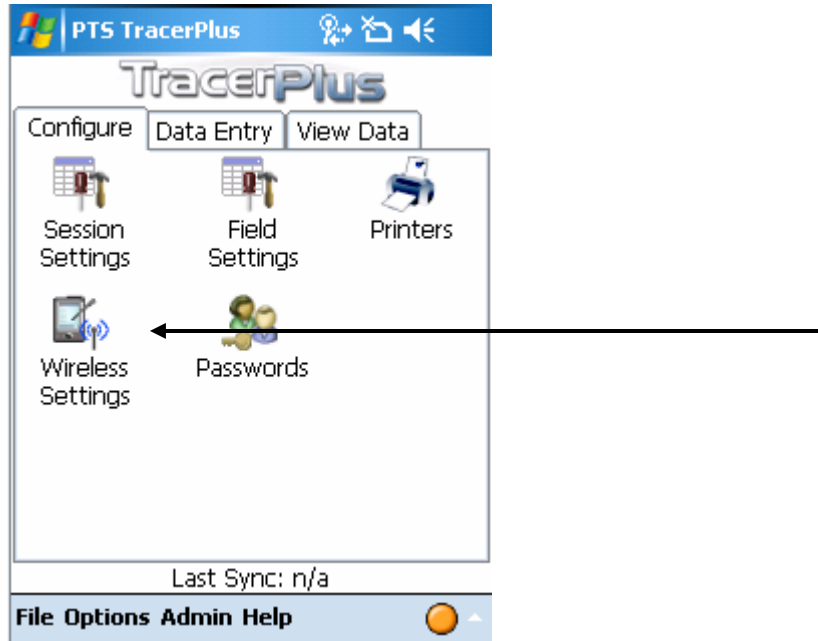 PTS TracerPlus
TracerPlus
Configure Data Entry View Data
Session Settings
Field Settings
Printers
Wireless Settings
Passwords
Last Sync: n/a
File Options Admin Help